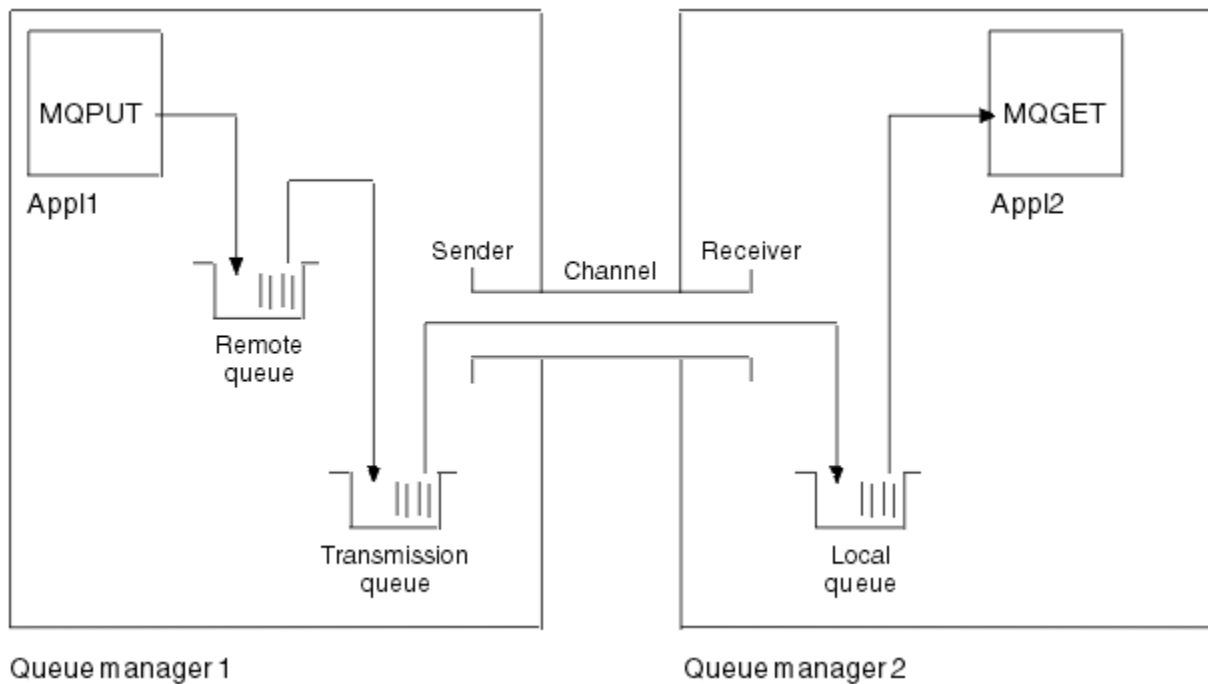 MQPUT
MQGET
Appl1
Appl2
Sender
Channel
Receiver
Remote
queue
Transmission
queue
Local
queue
Queue manager 1
Queue manager 2